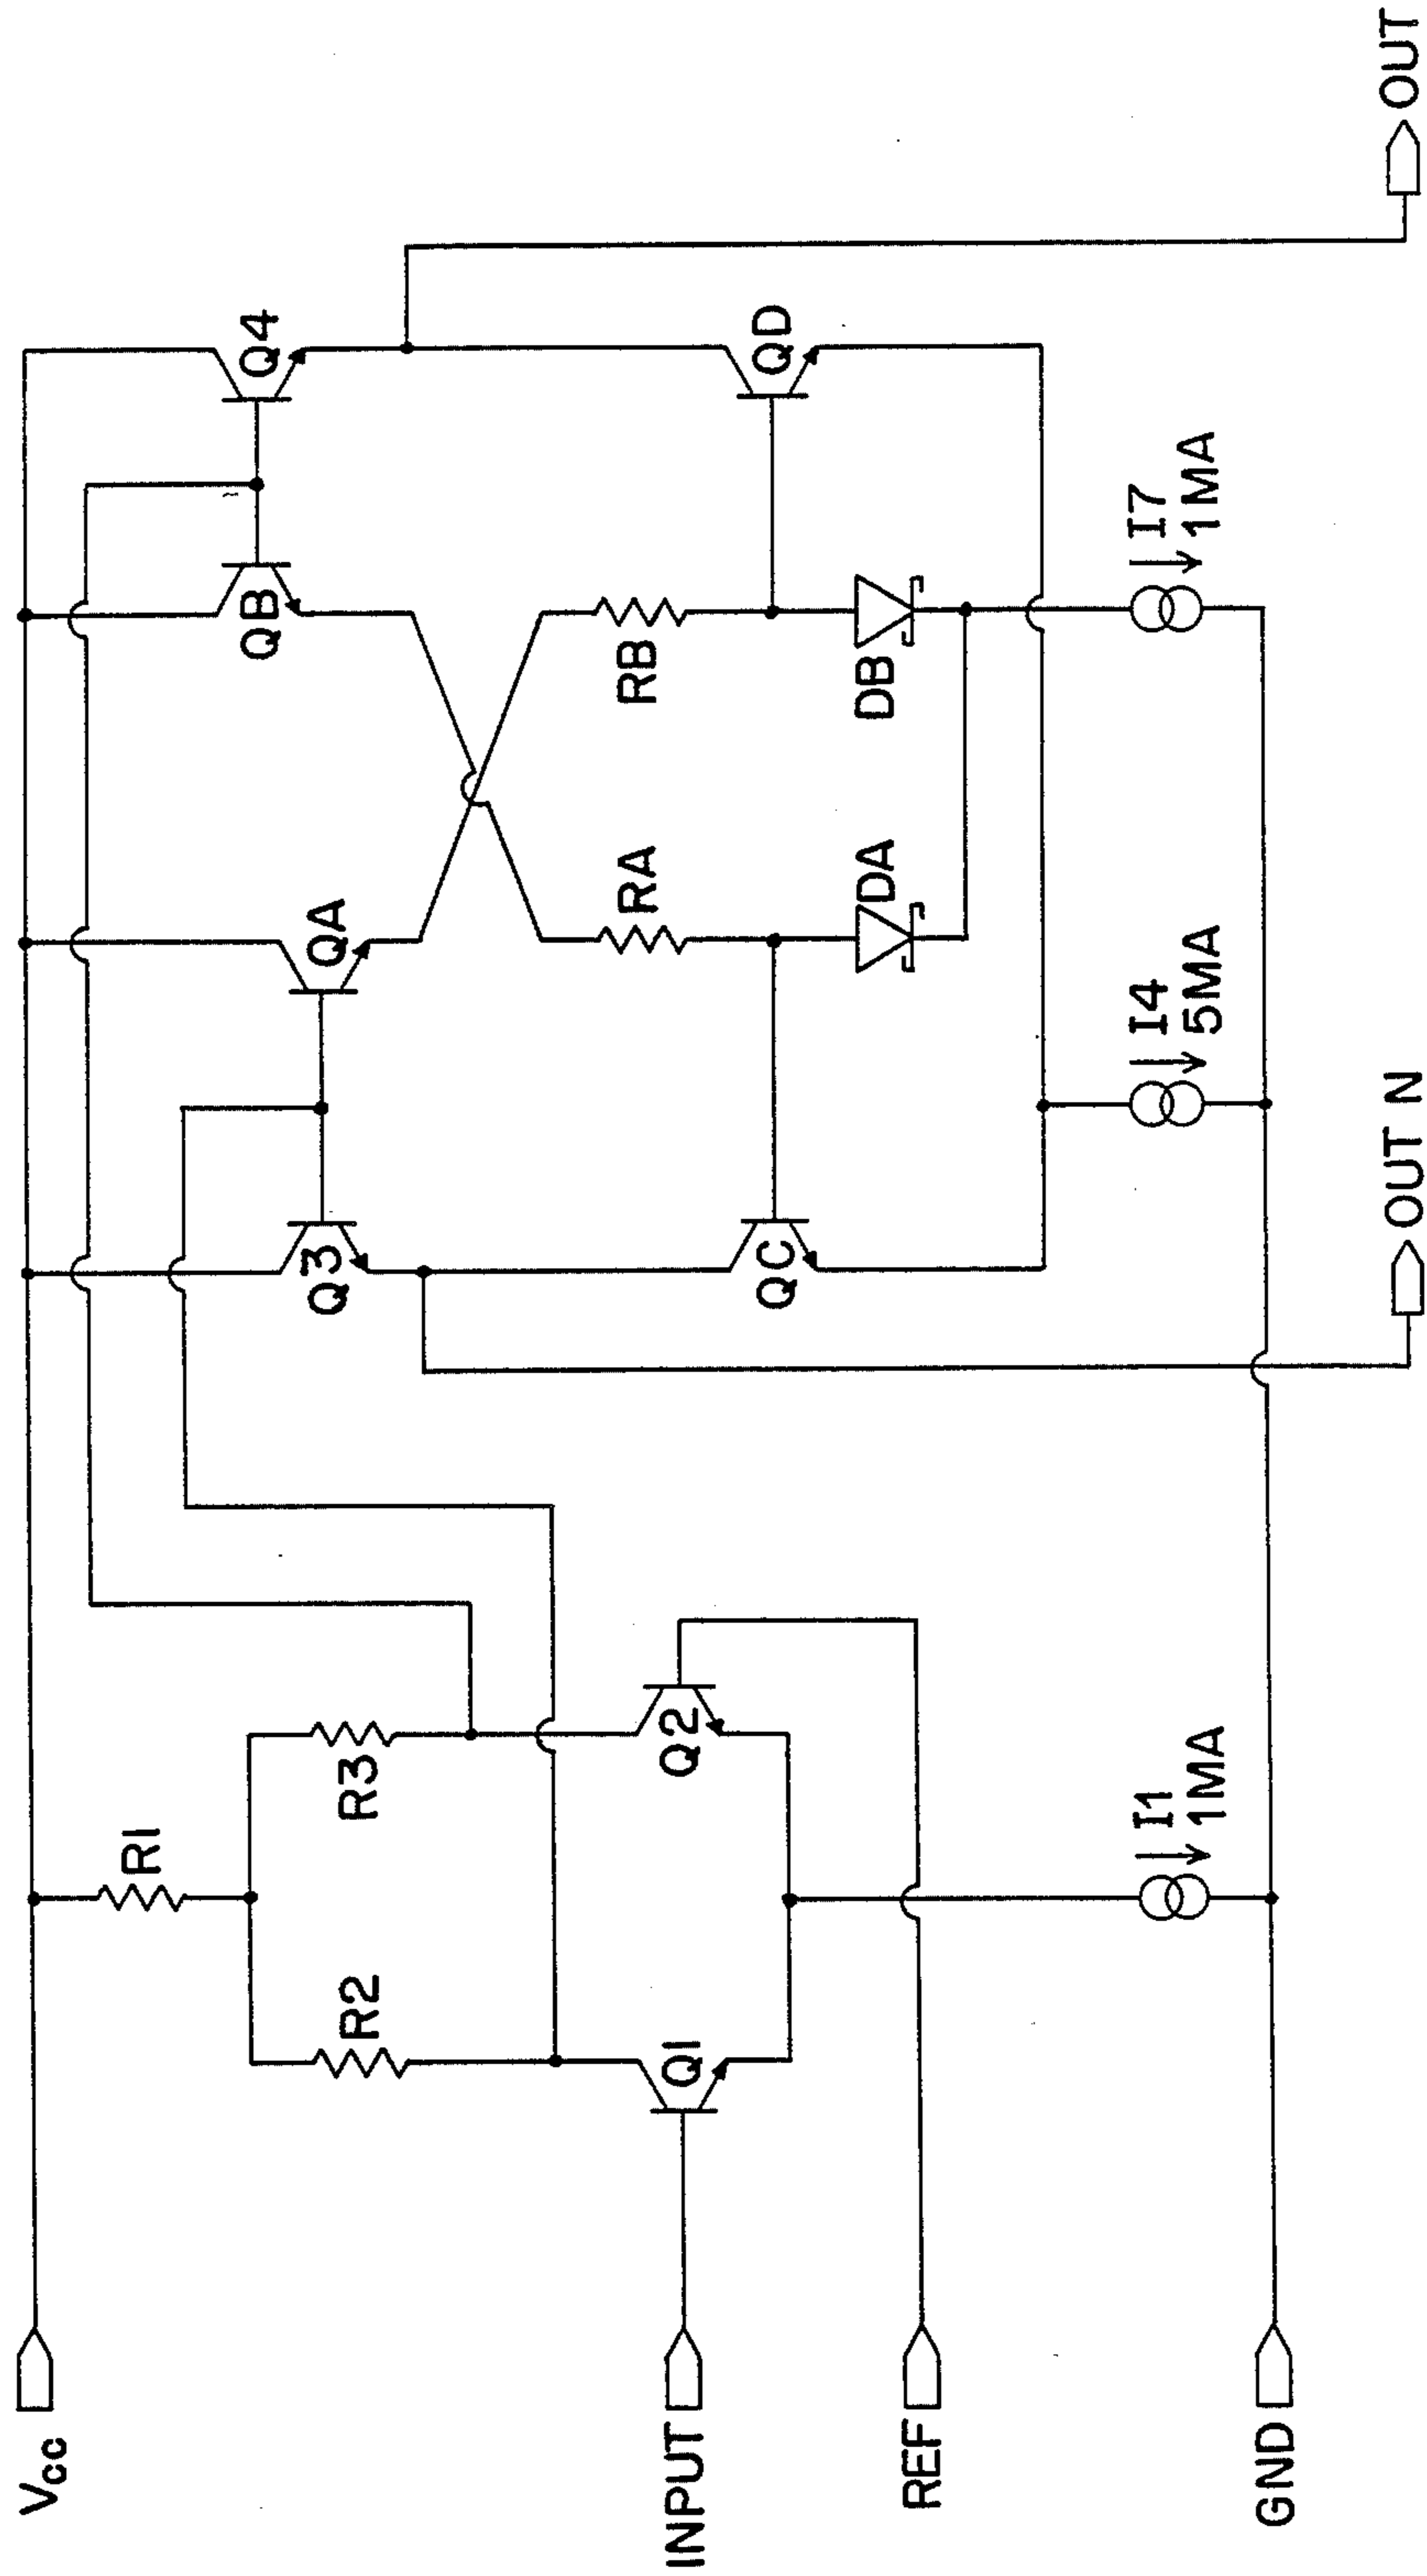 Vcc
INPUT
REF
GND
R1
R2
R3
Q1
Q2
I1
1MA
Q3
QA
QB
Q4
RA
RB
QC
DA
DB
QD
I4
5MA
I7
1MA
OUT N
OUT